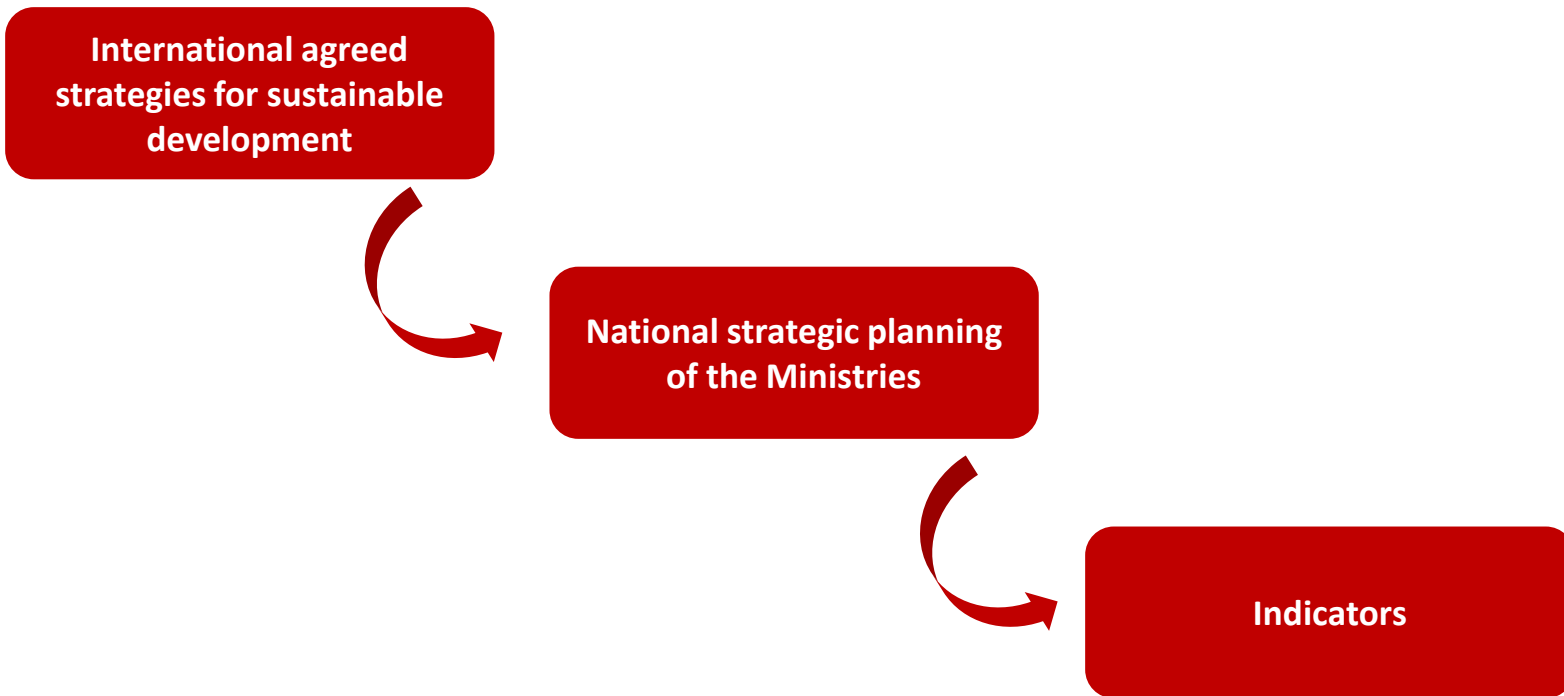 International agreed
strategies for sustainable
development
National strategic planning
of the Ministries
Indicators